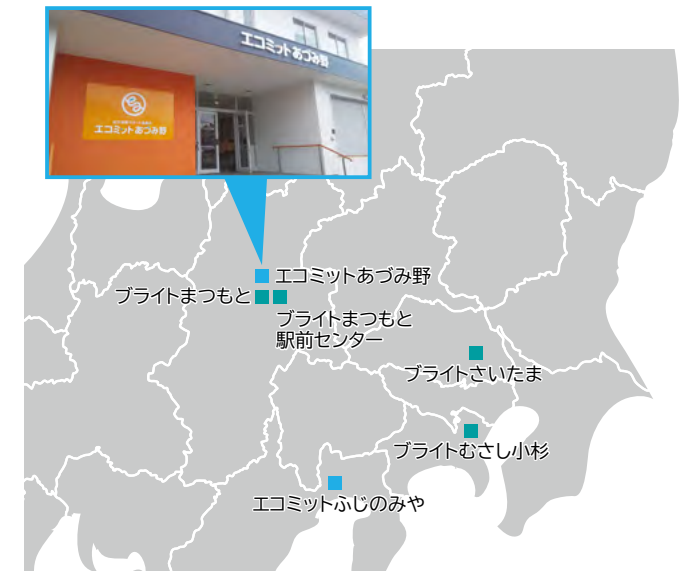 エコミットあづみ野
エコミットあづみ野
エコミットあづみ野
ブライトまつもと
ブライトまつもと
駅前センター
ブライトさいたま
ブライトむさし小杉
エコミットふじのみや